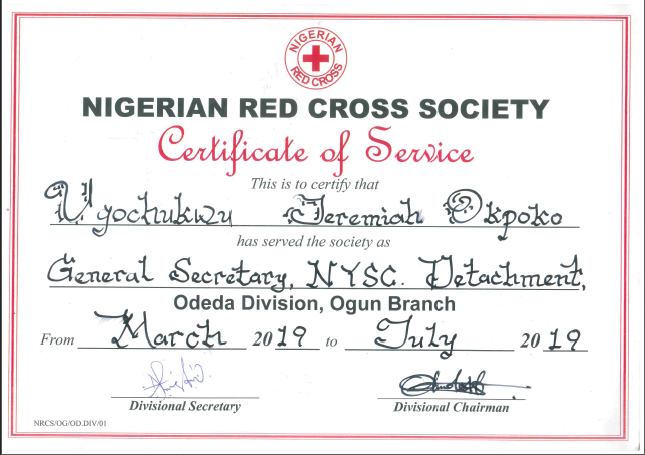 NIGERIAN
RED CROSS
NIGERIAN RED CROSS SOCIETY
Certificate of Service
This is to certify that
Ugochukwu Jeremiah Okpoko
has served the society as
General Secretary, NYSC. Detachment,
Odeda Division, Ogun Branch
From March 2019 to July 2019
Divisional Secretary Divisional Chairman
NRCS/OG/OD.DIV/01